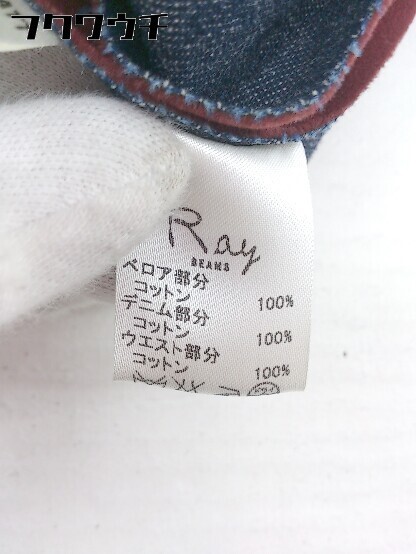 フクワウチ
Ray
BEAMS
ベロア部分
コットン 100%
デニム部分
コットン 100%
ウエスト部分
コットン 100%